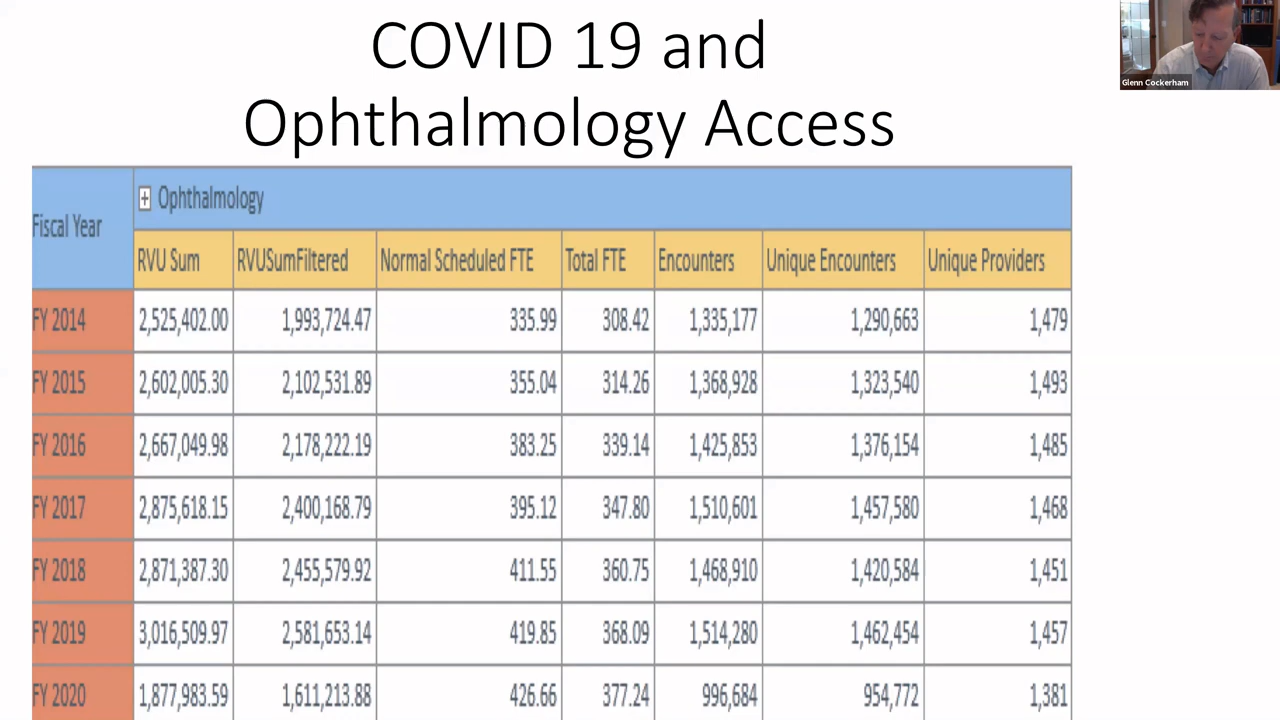 COVID 19 and
Ophthalmology Access
Glenn Cockerham
Fiscal Year
Ophthalmology
RVU Sum RVUSumFiltered Normal Scheduled FTE Total FTE Encounters Unique Encounters Unique Providers
FY 2014 2,525,402.00 1,993,724.47 335.99 308.42 1,335,177 1,290,663 1,479
FY 2015 2,602,005.30 2,102,531.89 355.04 314.26 1,368,928 1,323,540 1,493
FY 2016 2,667,049.98 2,178,222.19 383.25 339.14 1,425,853 1,376,154 1,485
FY 2017 2,875,618.15 2,400,168.79 395.12 347.80 1,510,601 1,457,580 1,468
FY 2018 2,871,387.30 2,455,579.92 411.55 360.75 1,468,910 1,420,584 1,451
FY 2019 3,016,509.97 2,581,653.14 419.85 368.09 1,514,280 1,462,454 1,457
FY 2020 1,877,983.59 1,611,213.88 426.66 377.24 996,684 954,772 1,381